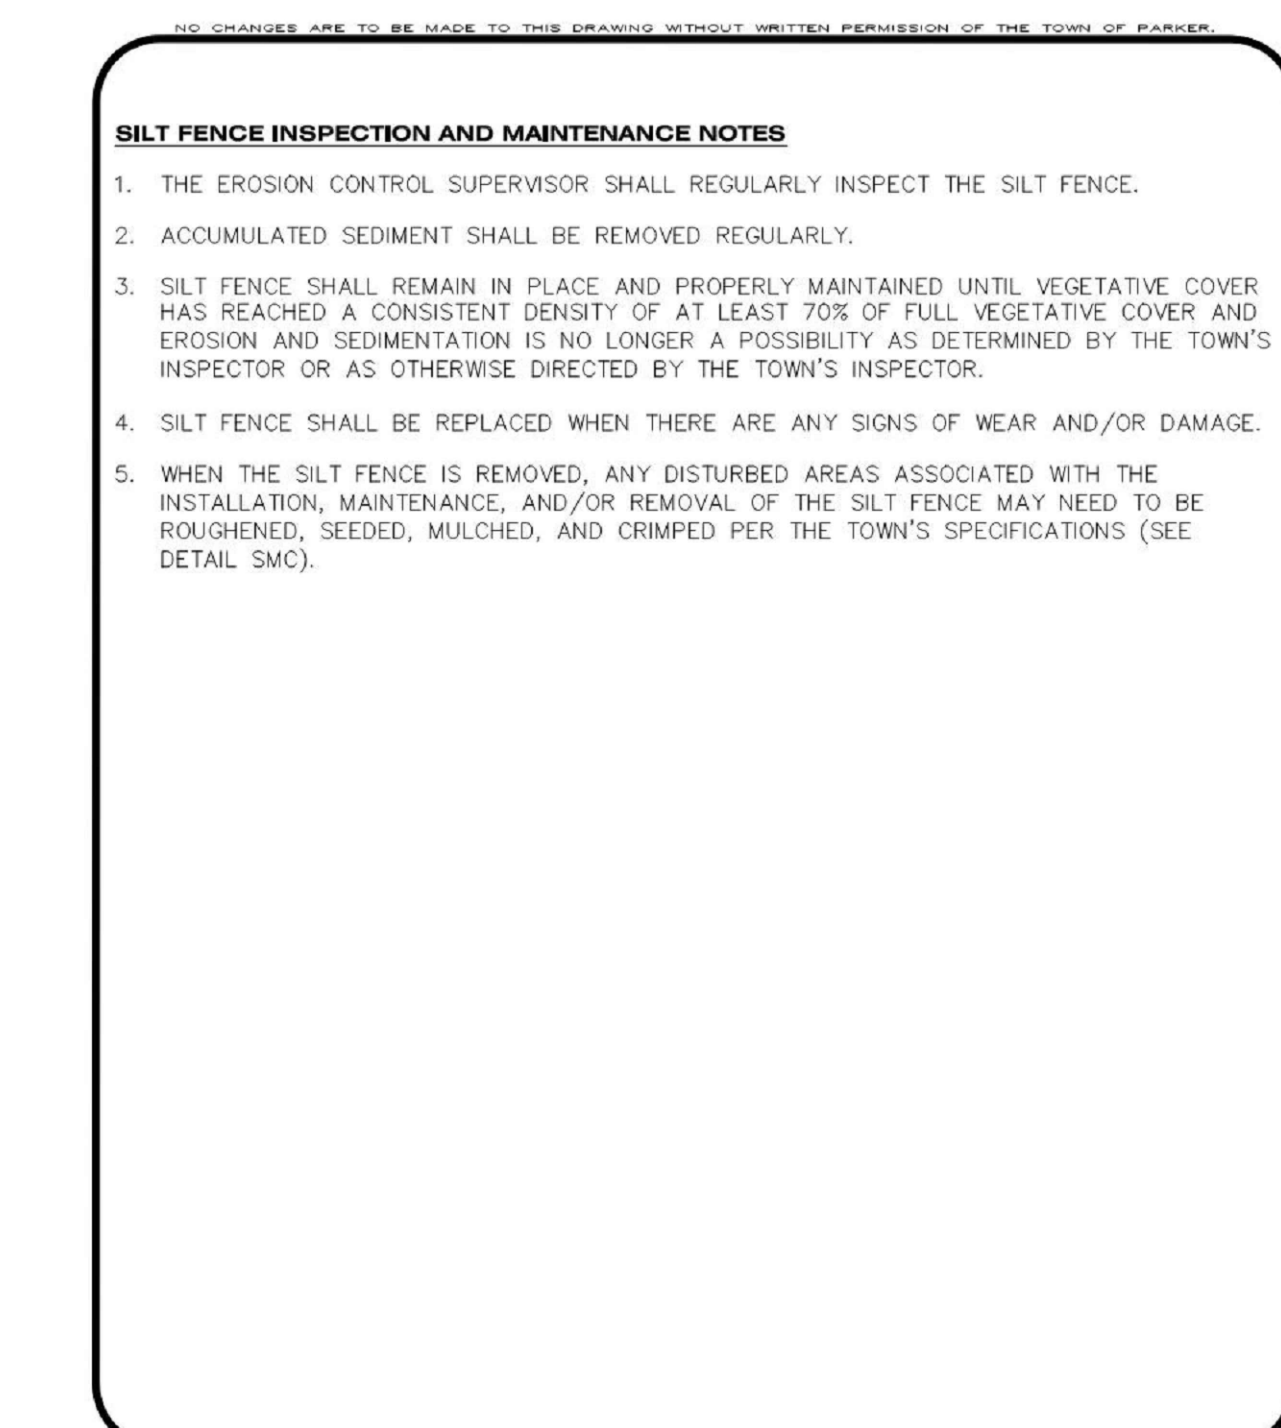 NO CHANGES ARE TO BE MADE TO THIS DRAWING WITHOUT WRITTEN PERMISSION OF THE TOWN OF PARKER.
SILT FENCE INSPECTION AND MAINTENANCE NOTES
1. THE EROSION CONTROL SUPERVISOR SHALL REGULARLY INSPECT THE SILT FENCE.
2. ACCUMULATED SEDIMENT SHALL BE REMOVED REGULARLY.
3. SILT FENCE SHALL REMAIN IN PLACE AND PROPERLY MAINTAINED UNTIL VEGETATIVE COVER
HAS REACHED A CONSISTENT DENSITY OF AT LEAST 70% OF FULL VEGETATIVE COVER AND
EROSION AND SEDIMENTATION IS NO LONGER A POSSIBILITY AS DETERMINED BY THE TOWN'S
INSPECTOR OR AS OTHERWISE DIRECTED BY THE TOWN'S INSPECTOR.
4. SILT FENCE SHALL BE REPLACED WHEN THERE ARE ANY SIGNS OF WEAR AND/OR DAMAGE.
5. WHEN THE SILT FENCE IS REMOVED, ANY DISTURBED AREAS ASSOCIATED WITH THE
INSTALLATION, MAINTENANCE, AND/OR REMOVAL OF THE SILT FENCE MAY NEED TO BE
ROUGHENED, SEEDED, MULCHED, AND CRIMPED PER THE TOWN'S SPECIFICATIONS (SEE
DETAIL SMC).